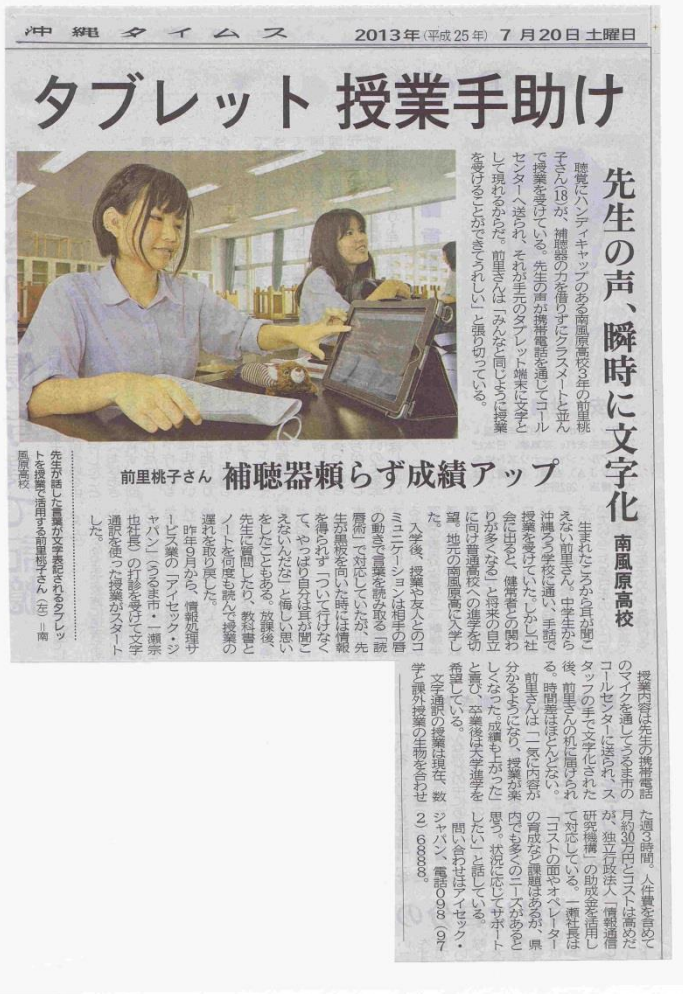 沖縄タイムス
2013年(平成25年) 7月20日 土曜日
タブレット 授業手助け
先生の声、瞬時に文字化
南風原高校
聴覚にハンディキャップのある南風原高校3年の前里桃
子さん(18)が、補聴器の力を借りずにクラスメートと並ん
で授業を受けている。先生の声が携帯電話を通じてコール
センターへ送られ、それが手元のタブレット端末に文字と
して現れるからだ。前里さんは「みんなと同じように授業
を受けることができてうれしい」と張り切っている。
前里桃子さん 補聴器頼らず成績アップ
先生が話した言葉が文字表記されるタブレッ
トを授業で活用する前里桃子さん(左)=南
風原高校
生まれたころから耳が聞こ
えない前里さん。中学生から
沖縄ろう学校に通い、手話で
授業を受けていた。しかし「社
会に出ると、健常者との関わ
りが多くなる」と将来の自立
に向け普通高校への進学を切
望。地元の南風原高に入学し
た。
入学後、授業や友人とのコ
ミュニケーションは相手の唇
の動きで言葉を読み取る「読
唇術」で対応していたが、先
生が黒板を向いた時には情報
を得られず「ついて行けなく
て、やっぱり自分は耳が聞こ
えないんだな」と悔しい思い
をしたこともある。放課後、
先生に質問したり、教科書と
ノートを何度も読んで授業の
遅れを取り戻した。
昨年9月から、情報処理サ
ービス業の「アイセック・ジ
ャパン」(うるま市・一瀬宗
也社長)の打診を受けて文字
通訳を使った授業がスタート
した。
授業内容は先生の携帯電話
のマイクを通してうるま市の
コールセンターに送られ、ス
タッフの手で文字化された
後、前里さんの机に届けられ
る。時間差はほとんどない。
前里さんは「一気に内容が
分かるようになり、授業が楽
しくなった。成績も上がった」
と喜び、卒業後は大学進学を
希望している。
文字通訳の授業は現在、数
学と課外授業の生物を合わせ
た週3時間。人件費を含めて
月約30万円とコストは高めだ
が、独立行政法人「情報通信
研究機構」の助成金を活用し
て対応している。一瀬社長は
「コストの面やオペレーター
の育成など課題はあるが、県
内でも多くのニーズがあると
思う。状況に応じてサポート
したい」と話している。
問い合わせはアイセック・
ジャパン、電話098(97
2)6888。